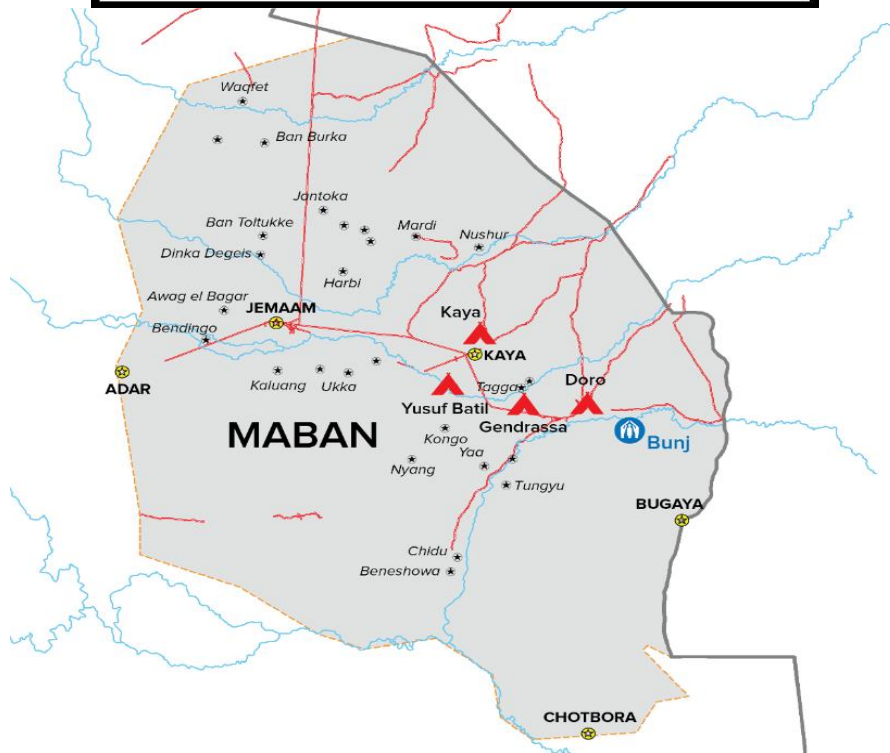 Waqfet
Ban Burka
Jantoka
Ban Toltukke
Mardi
Nushur
Dinka Degeis
Harbi
Awag el Bagar
JEMAAM
Kaya
Bendingo
KAYA
ADAR
Kaluang
Ukka
Tagga
Doro
Yusuf Batil
Gendrassa
MABAN
Kongo
Bunj
Yaa
Nyang
Tungyu
BUGAYA
Chidu
Beneshowa
CHOTBORA